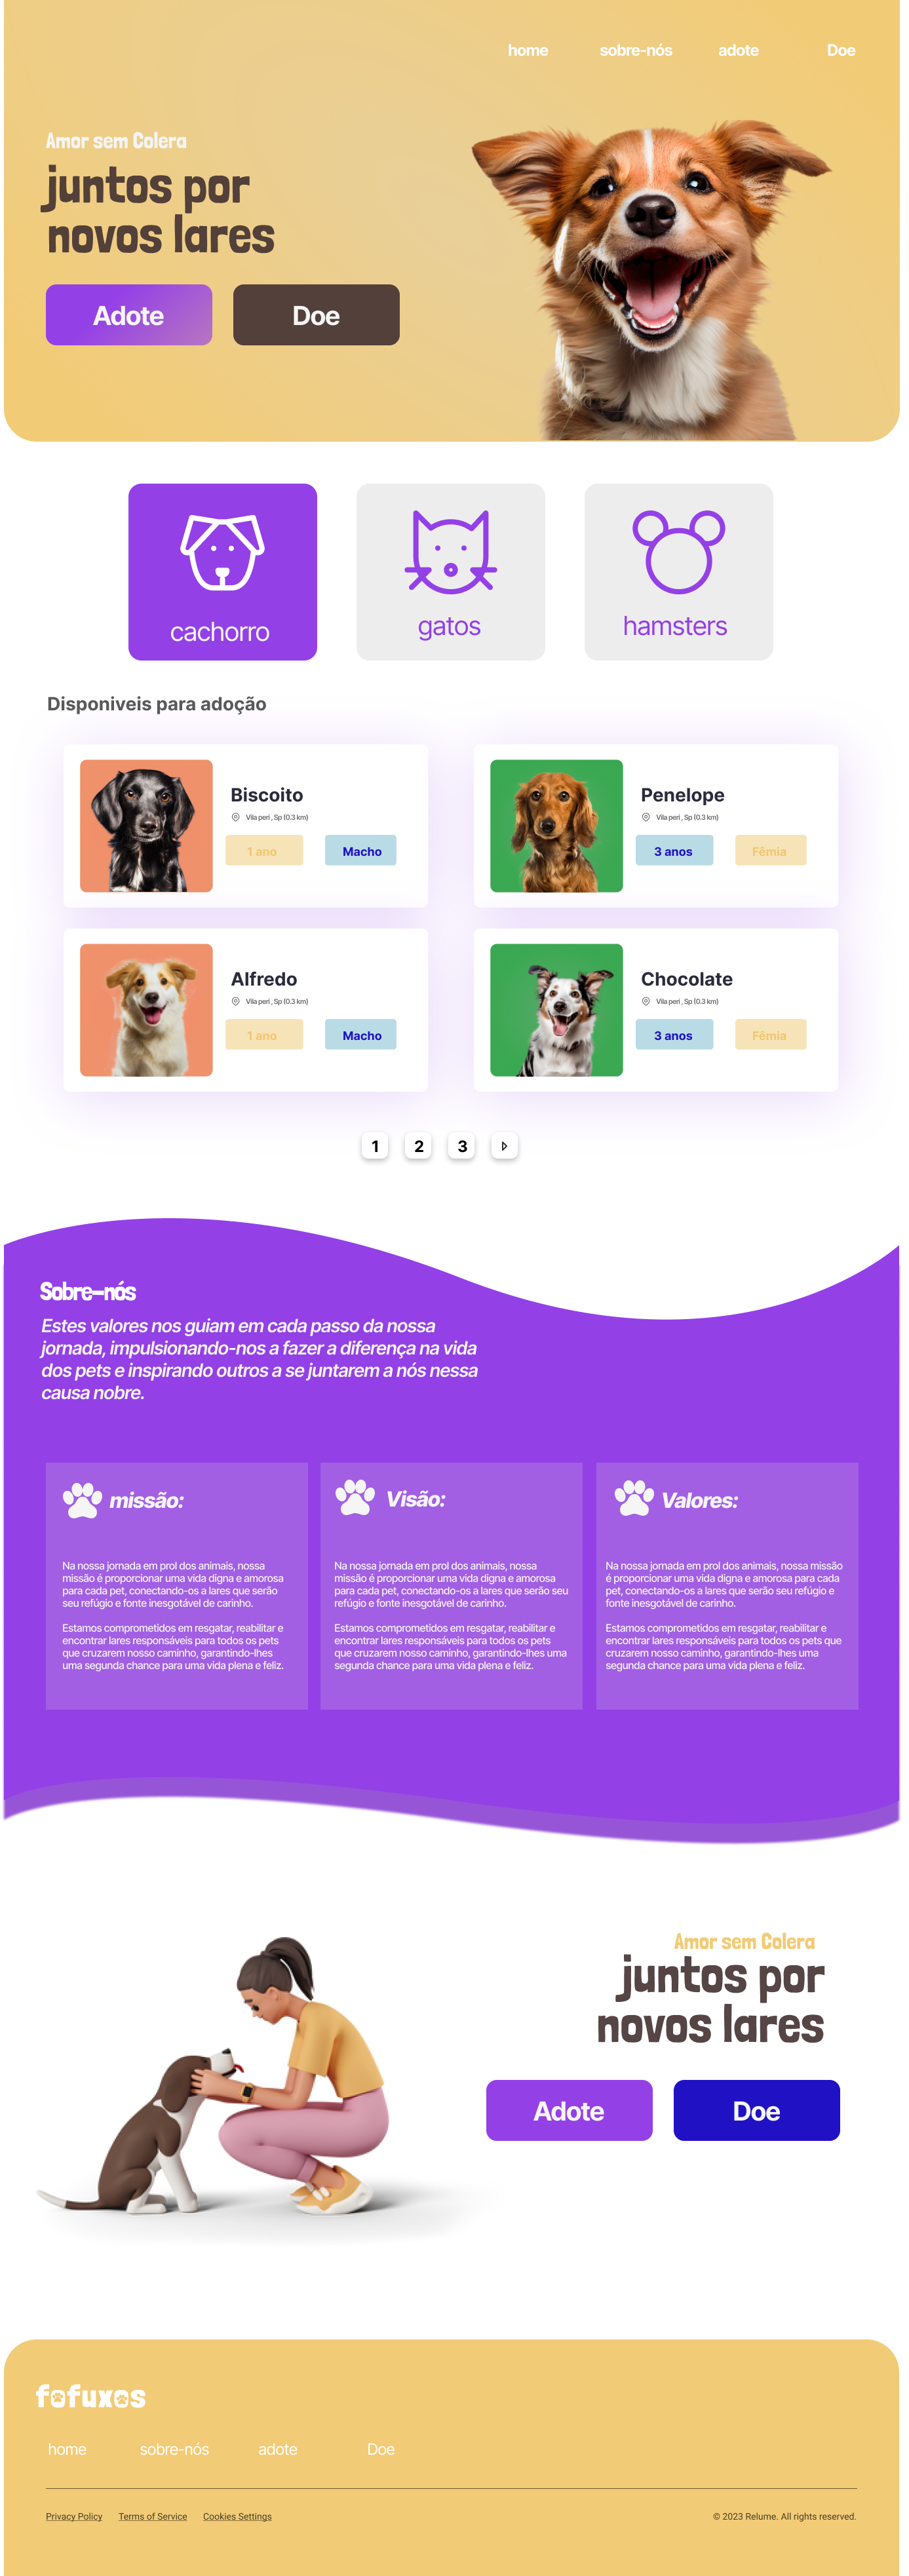 home sobre-nós adote Doe
Amor sem Colera
juntos por
novos lares
Adote Doe
cachorro gatos hamsters
Disponiveis para adoção
Biscoito
Vila peri , Sp (0.3 km)
1 ano Macho
Penelope
Vila peri , Sp (0.3 km)
3 anos Fêmia
Alfredo
Vila peri , Sp (0.3 km)
1 ano Macho
Chocolate
Vila peri , Sp (0.3 km)
3 anos Fêmia
1 2 3
Sobre-nós
Estes valores nos guiam em cada passo da nossa
jornada, impulsionando-nos a fazer a diferença na vida
dos pets e inspirando outros a se juntarem a nós nessa
causa nobre.
missão:
Na nossa jornada em prol dos animais, nossa
missão é proporcionar uma vida digna e amorosa
para cada pet, conectando-os a lares que serão
seu refúgio e fonte inesgotável de carinho.
Estamos comprometidos em resgatar, reabilitar e
encontrar lares responsáveis para todos os pets
que cruzarem nosso caminho, garantindo-lhes
uma segunda chance para uma vida plena e feliz.
Visão:
Na nossa jornada em prol dos animais, nossa
missão é proporcionar uma vida digna e amorosa
para cada pet, conectando-os a lares que serão seu
refúgio e fonte inesgotável de carinho.
Estamos comprometidos em resgatar, reabilitar e
encontrar lares responsáveis para todos os pets
que cruzarem nosso caminho, garantindo-lhes uma
segunda chance para uma vida plena e feliz.
Valores:
Na nossa jornada em prol dos animais, nossa missão
é proporcionar uma vida digna e amorosa para cada
pet, conectando-os a lares que serão seu refúgio e
fonte inesgotável de carinho.
Estamos comprometidos em resgatar, reabilitar e
encontrar lares responsáveis para todos os pets que
cruzarem nosso caminho, garantindo-lhes uma
segunda chance para uma vida plena e feliz.
Amor sem Colera
juntos por
novos lares
Adote Doe
fofuxos
home sobre-nós adote Doe
Privacy Policy Terms of Service Cookies Settings
© 2023 Relume. All rights reserved.